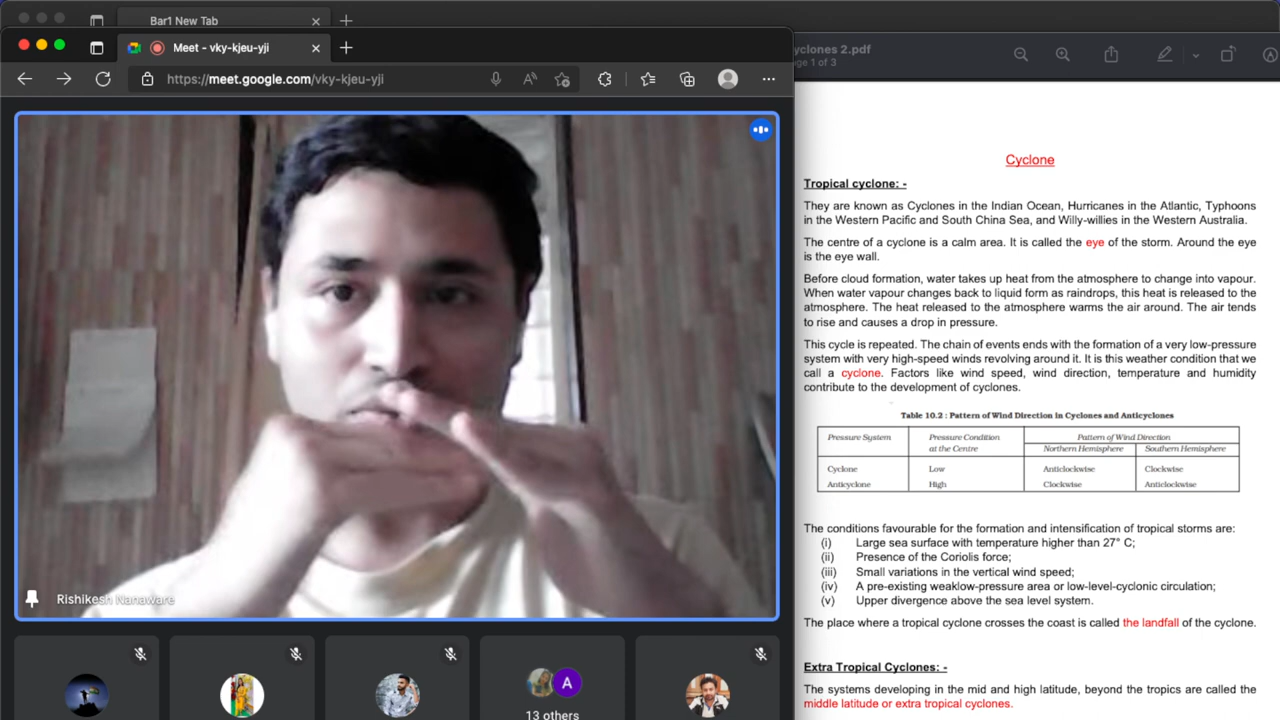 Bar1 New Tab
Meet - vky-kjeu-yji
https://meet.google.com/vky-kjeu-yji
Rishikesh Nanaware
A
13 others
yclones 2.pdf
ge 1 of 3
Cyclone
Tropical cyclone: -
They are known as Cyclones in the Indian Ocean, Hurricanes in the Atlantic, Typhoons
in the Western Pacific and South China Sea, and Willy-willies in the Western Australia.
The centre of a cyclone is a calm area. It is called the eye of the storm. Around the eye
is the eye wall.
Before cloud formation, water takes up heat from the atmosphere to change into vapour.
When water vapour changes back to liquid form as raindrops, this heat is released to the
atmosphere. The heat released to the atmosphere warms the air around. The air tends
to rise and causes a drop in pressure.
This cycle is repeated. The chain of events ends with the formation of a very low-pressure
system with very high-speed winds revolving around it. It is this weather condition that we
call a cyclone. Factors like wind speed, wind direction, temperature and humidity
contribute to the development of cyclones.
Table 10.2 : Pattern of Wind Direction in Cyclones and Anticyclones
Pressure System Pressure Condition Pattern of Wind Direction
at the Centre Northern Hemisphere Southern Hemisphere
Cyclone Low Anticlockwise Clockwise
Anticyclone High Clockwise Anticlockwise
The conditions favourable for the formation and intensification of tropical storms are:
(i) Large sea surface with temperature higher than 27° C;
(ii) Presence of the Coriolis force;
(iii) Small variations in the vertical wind speed;
(iv) A pre-existing weaklow-pressure area or low-level-cyclonic circulation;
(v) Upper divergence above the sea level system.
The place where a tropical cyclone crosses the coast is called the landfall of the cyclone.
Extra Tropical Cyclones: -
The systems developing in the mid and high latitude, beyond the tropics are called the
middle latitude or extra tropical cyclones.